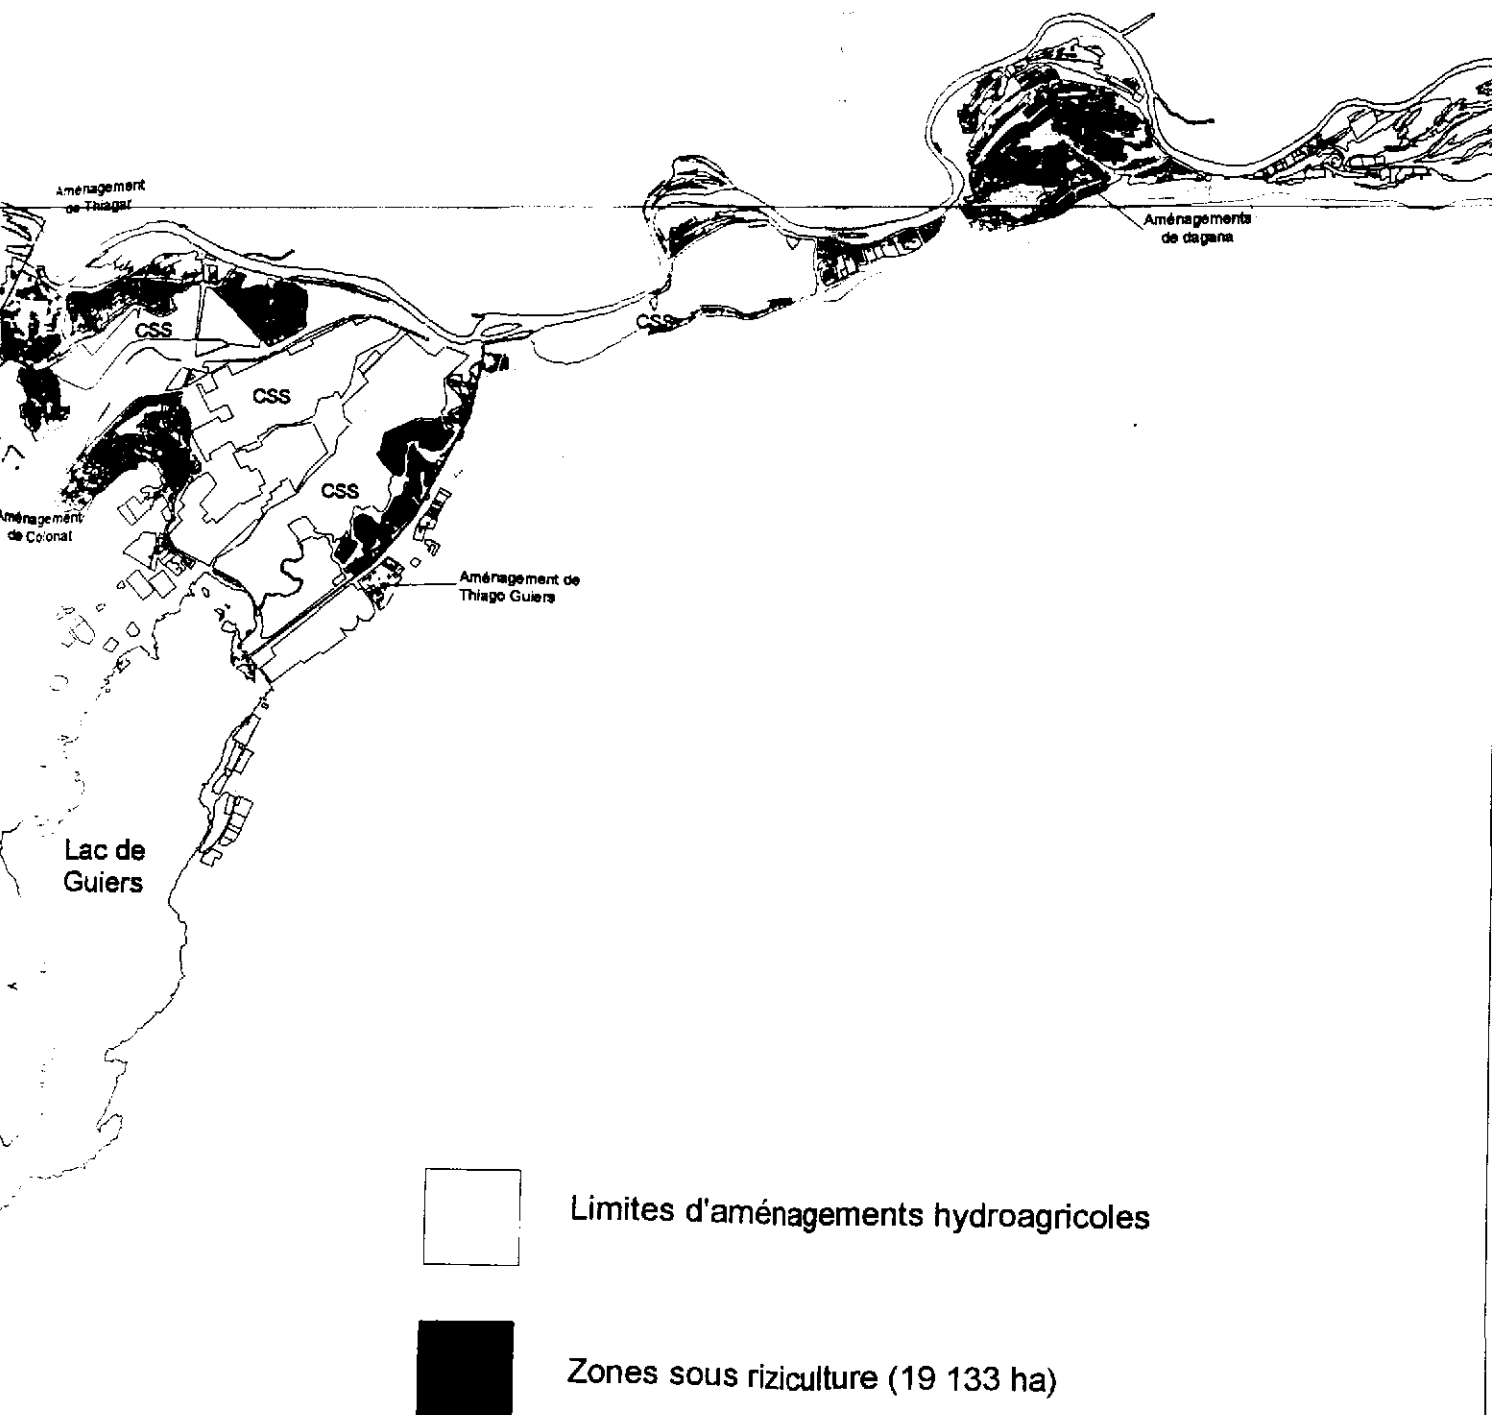 Aménagement
de Thiagar
Aménagements
de dagana
CSS
CSS
CSS
CSS
Aménagement
de Colonat
Aménagement de
Thiago Guiers
Lac de
Guiers
Limites d'aménagements hydroagricoles
Zones sous riziculture (19 133 ha)